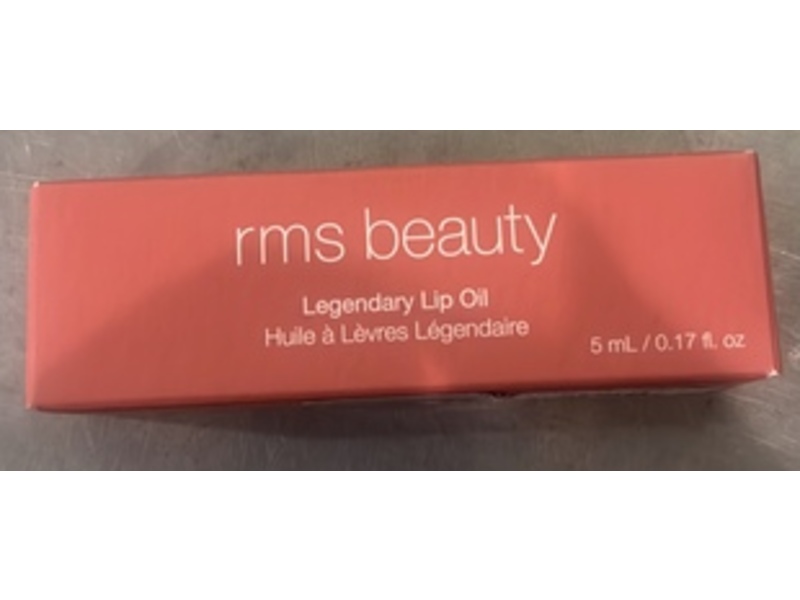 rms beauty
Legendary Lip Oil
Huile à Lèvres Légendaire
5 mL / 0.17 fl. oz